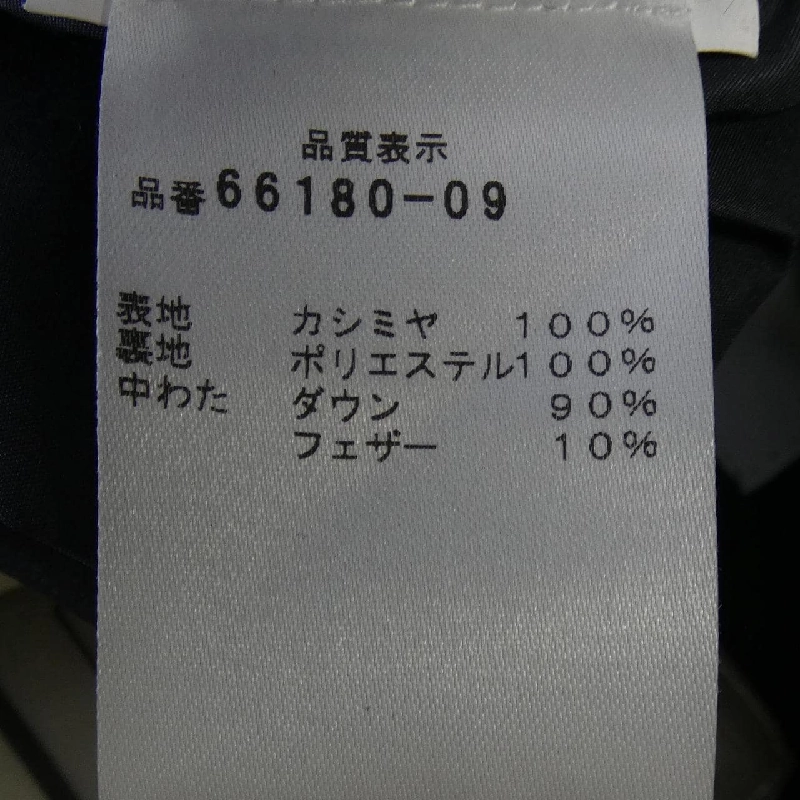 品質表示
品番66180-09
表地 カシミヤ 100%
裏地 ポリエステル100%
中わた ダウン 90%
フェザー 10%